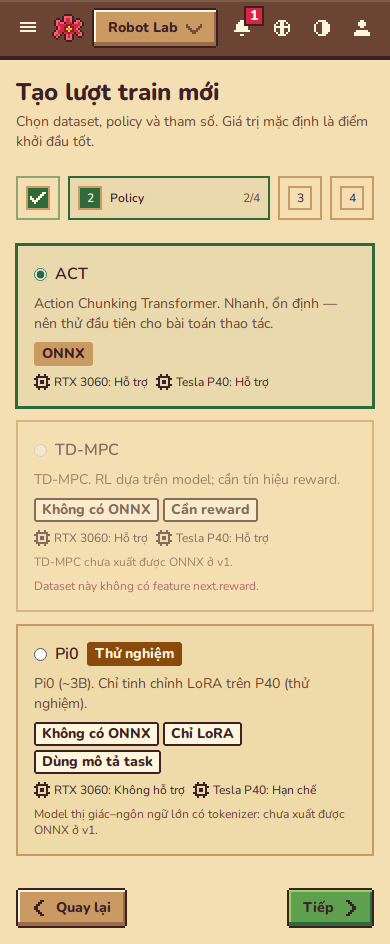 Robot Lab
1
Tạo lượt train mới
Chọn dataset, policy và tham số. Giá trị mặc định là điểm
khởi đầu tốt.
2 Policy 2/4 3 4
ACT
Action Chunking Transformer. Nhanh, ổn định —
nên thử đầu tiên cho bài toán thao tác.
ONNX
RTX 3060: Hỗ trợ Tesla P40: Hỗ trợ
TD-MPC
TD-MPC. RL dựa trên model; cần tín hiệu reward.
Không có ONNX Cần reward
RTX 3060: Hỗ trợ Tesla P40: Hỗ trợ
TD-MPC chưa xuất được ONNX ở v1.
Dataset này không có feature next.reward.
Pi0 Thử nghiệm
Pi0 (~3B). Chỉ tinh chỉnh LoRA trên P40 (thử
nghiệm).
Không có ONNX Chỉ LoRA
Dùng mô tả task
RTX 3060: Không hỗ trợ Tesla P40: Hạn chế
Model thị giác–ngôn ngữ lớn có tokenizer: chưa xuất được
ONNX ở v1.
Quay lại Tiếp